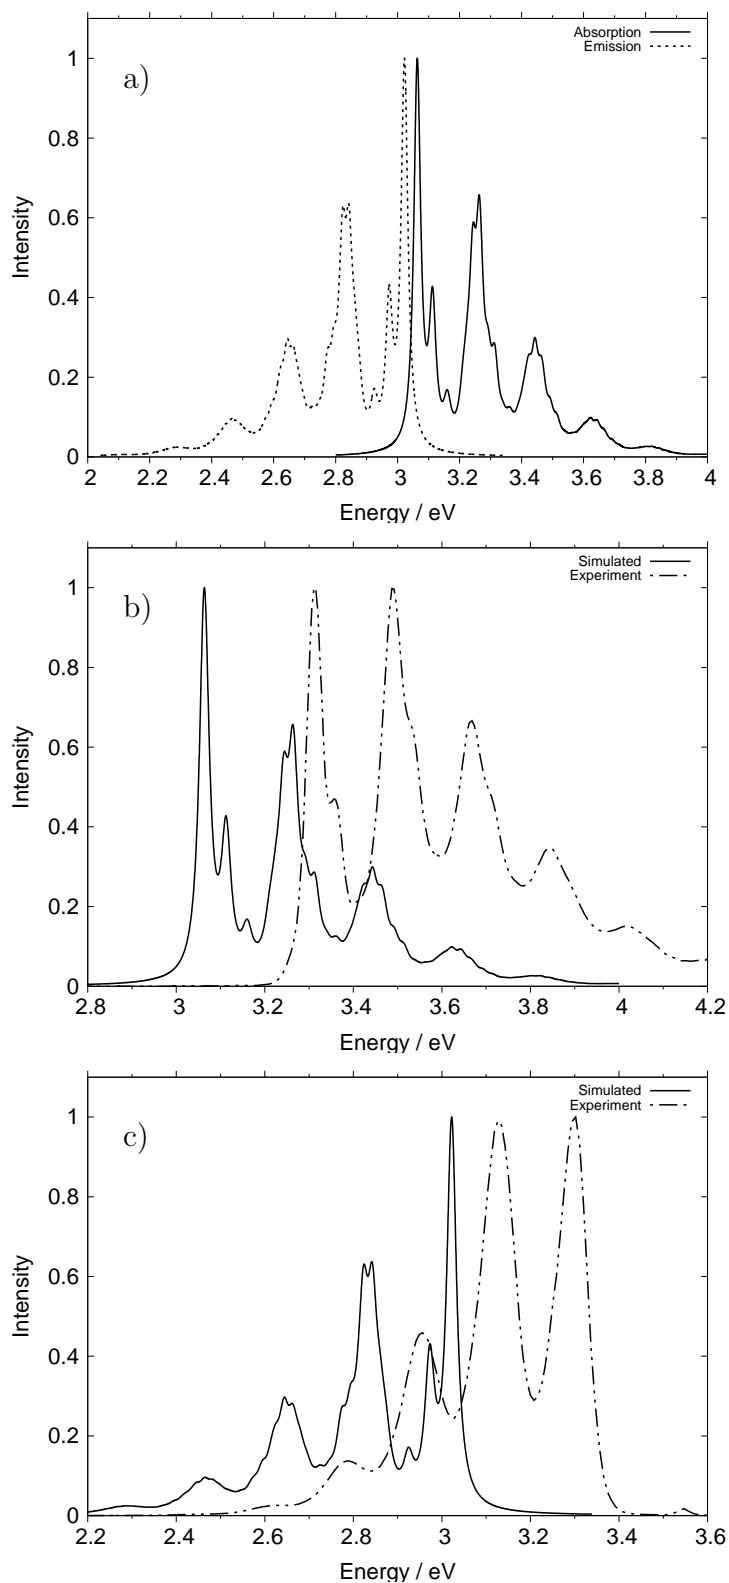 Absorption
Emission
a)
1
0.8
0.6
0.4
0.2
0
Intensity
2 2.2 2.4 2.6 2.8 3 3.2 3.4 3.6 3.8 4
Energy / eV
Simulated
Experiment
b)
1
0.8
0.6
0.4
0.2
0
Intensity
2.8 3 3.2 3.4 3.6 3.8 4 4.2
Energy / eV
Simulated
Experiment
c)
1
0.8
0.6
0.4
0.2
0
Intensity
2.2 2.4 2.6 2.8 3 3.2 3.4 3.6
Energy / eV